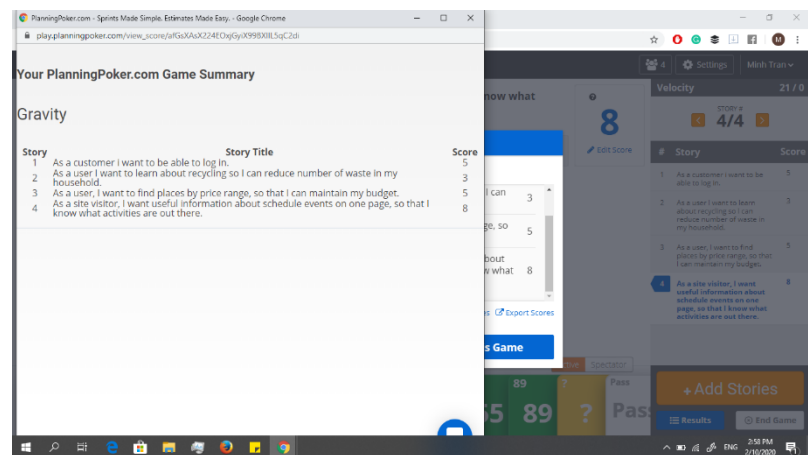 PlanningPoker.com - Sprints Made Simple. Estimates Made Easy. - Google Chrome
play.planningpoker.com/view_score/afGsXAsX224EOxjGyiX998XIIL5qC2di
Your PlanningPoker.com Game Summary
Gravity
Story Story Title Score
1 As a customer i want to be able to log in. 5
2 As a user I want to learn about recycling so I can reduce number of waste in my
household. 3
3 As a user, I want to find places by price range, so that I can maintain my budget. 5
4 As a site visitor, I want useful information about schedule events on one page, so that I
know what activities are out there. 8
now what
8
Edit Score
I can 3
ge, so 5
bout
w what 8
Export Scores
s Game
Spectator
55 89
89
?
?
Pass
Pass
4 Settings Minh Tran
Velocity 21 / 0
STORY #
4/4
# Story Score
1 As a customer i want to be 5
able to log in.
2 As a user I want to learn 3
about recycling so I can
reduce number of waste in
my household.
3 As a user, I want to find 5
places by price range, so that
I can maintain my budget.
4 As a site visitor, I want 8
useful information about
schedule events on one
page, so that I know what
activities are out there.
+ Add Stories
Results End Game
ENG 2:58 PM
2/10/2020